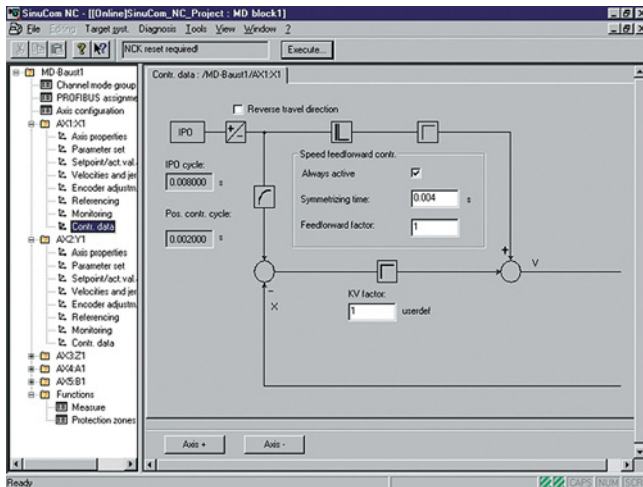 SinuCom NC - [[Online]SinuCom_NC_Project : MD block1]
File Editing Target syst. Diagnosis Tools View Window ?
NCK reset required! Execute...
MD-Baust1
Channel mode group
PROFIBUS assignme
Axis configuration
AX1:X1
Axis properties
Parameter set
Setpoint/act.val.
Velocities and jer
Encoder adjustm.
Referencing
Monitoring
Contr. data
AX2:Y1
Axis properties
Parameter set
Setpoint/act.val.
Velocities and jer
Encoder adjustm.
Referencing
Monitoring
Contr. data
AX3:Z1
AX4:A1
AX5:B1
Functions
Measure
Protection zones
Contr. data : /MD-Baust1/AX1:X1
Reverse travel direction
IPO
+/-
IPO cycle:
0.008000 s
Pos. contr. cycle:
0.002000 s
Speed feedforward contr.
Always active
Symmetrizing time: 0.004 s
Feedforward factor: 1
+
V
-
X
KV factor:
1 userdef
Axis + Axis -
Ready CAPS NUM SCR